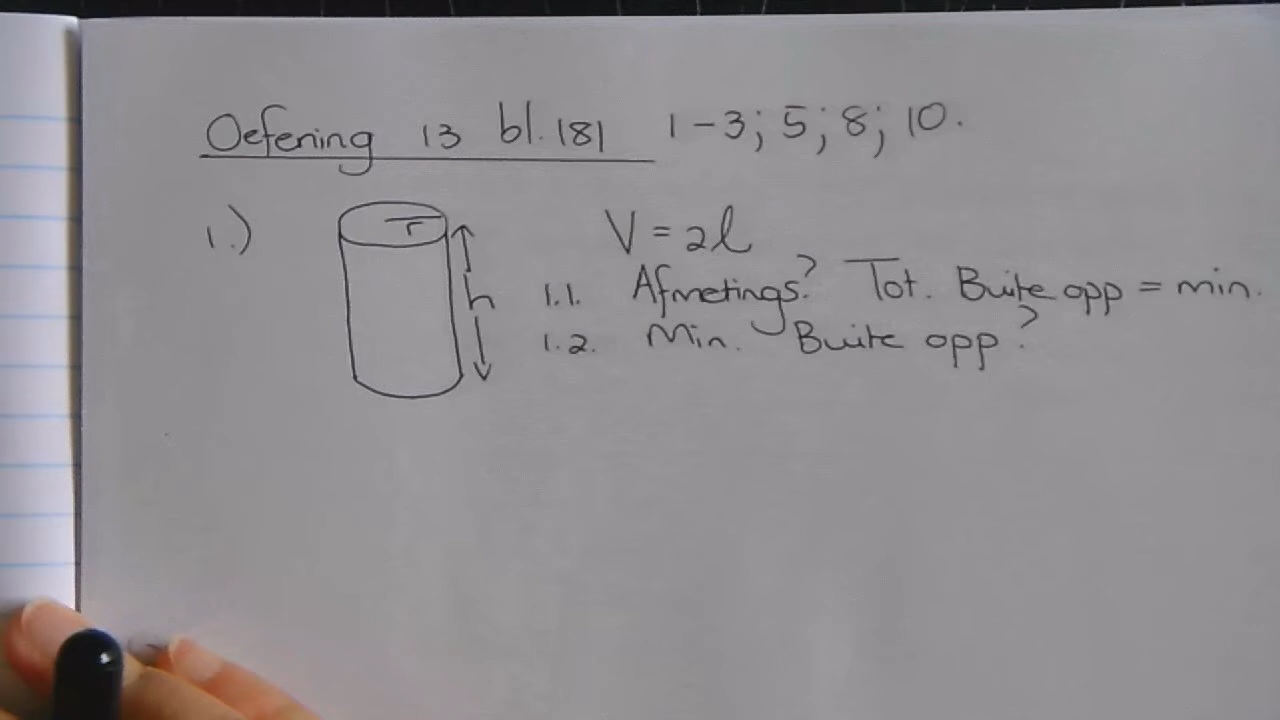 Oefening 13 bl. 181 1-3; 5; 8; 10.
1.) r V = 2l
h 1.1. Afmetings? Tot. Buite opp = min.
1.2. Min. Buite opp?